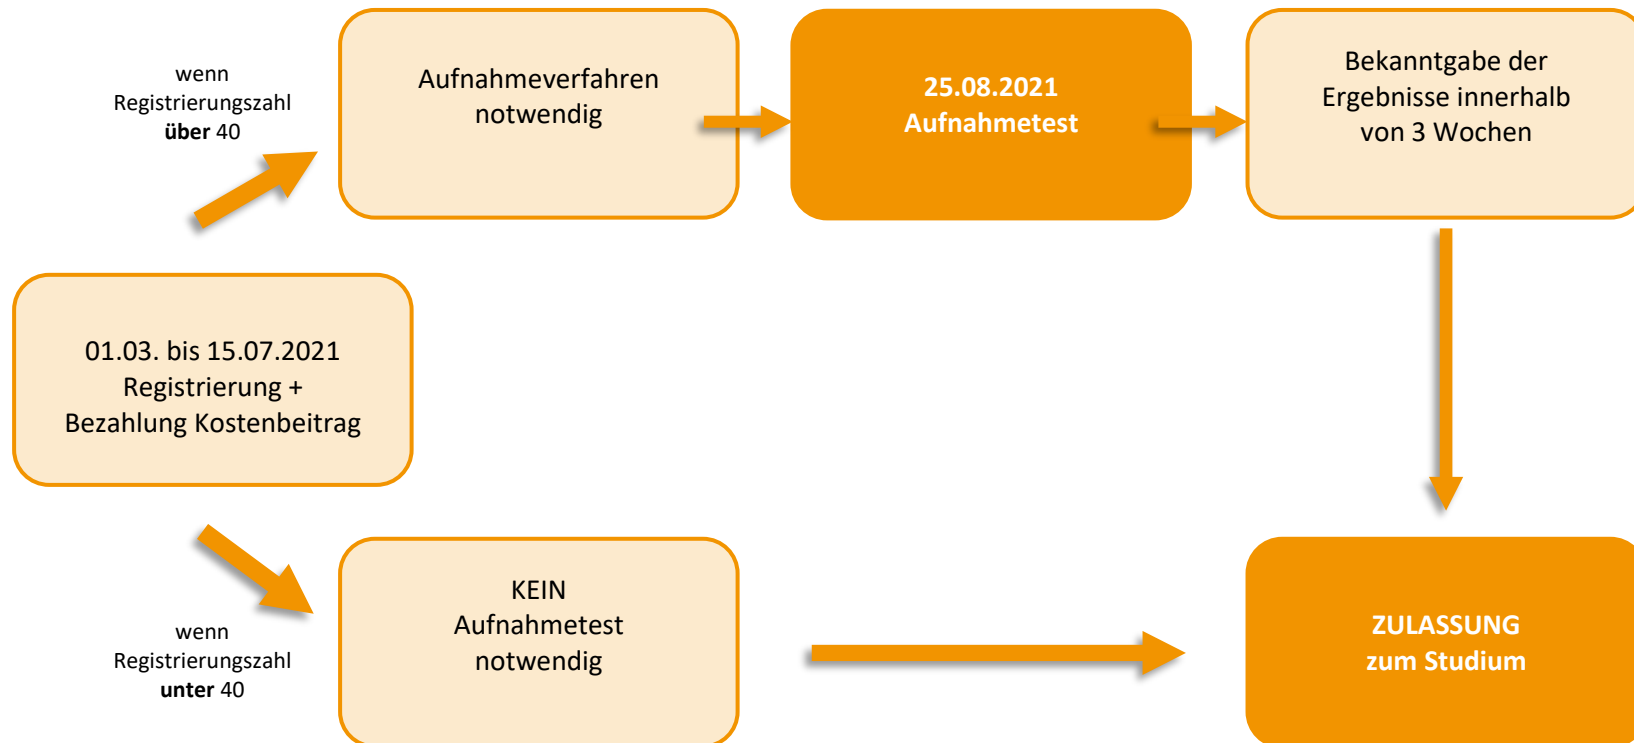 wenn
Registrierungszahl
über 40
Aufnahmeverfahren
notwendig
25.08.2021
Aufnahmetest
Bekanntgabe der
Ergebnisse innerhalb
von 3 Wochen
01.03. bis 15.07.2021
Registrierung +
Bezahlung Kostenbeitrag
wenn
Registrierungszahl
unter 40
KEIN
Aufnahmetest
notwendig
ZULASSUNG
zum Studium